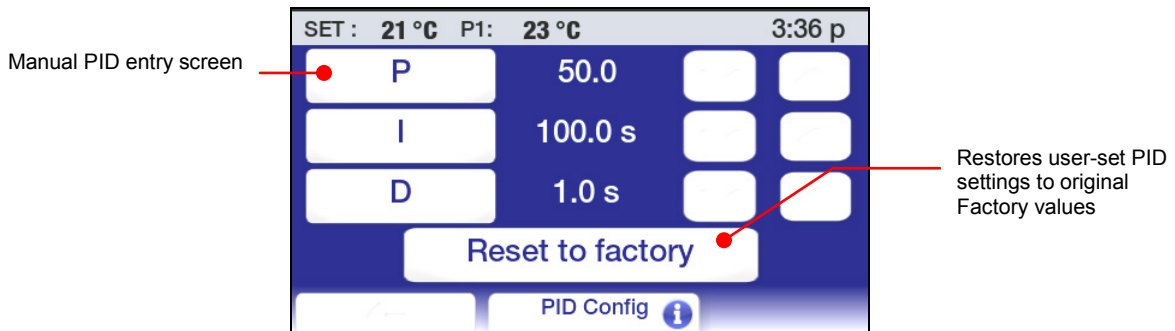 SET : 21 °C P1: 23 °C 3:36 p
Manual PID entry screen
P 50.0
I 100.0 s
D 1.0 s
Restores user-set PID
settings to original
Factory values
Reset to factory
PID Config